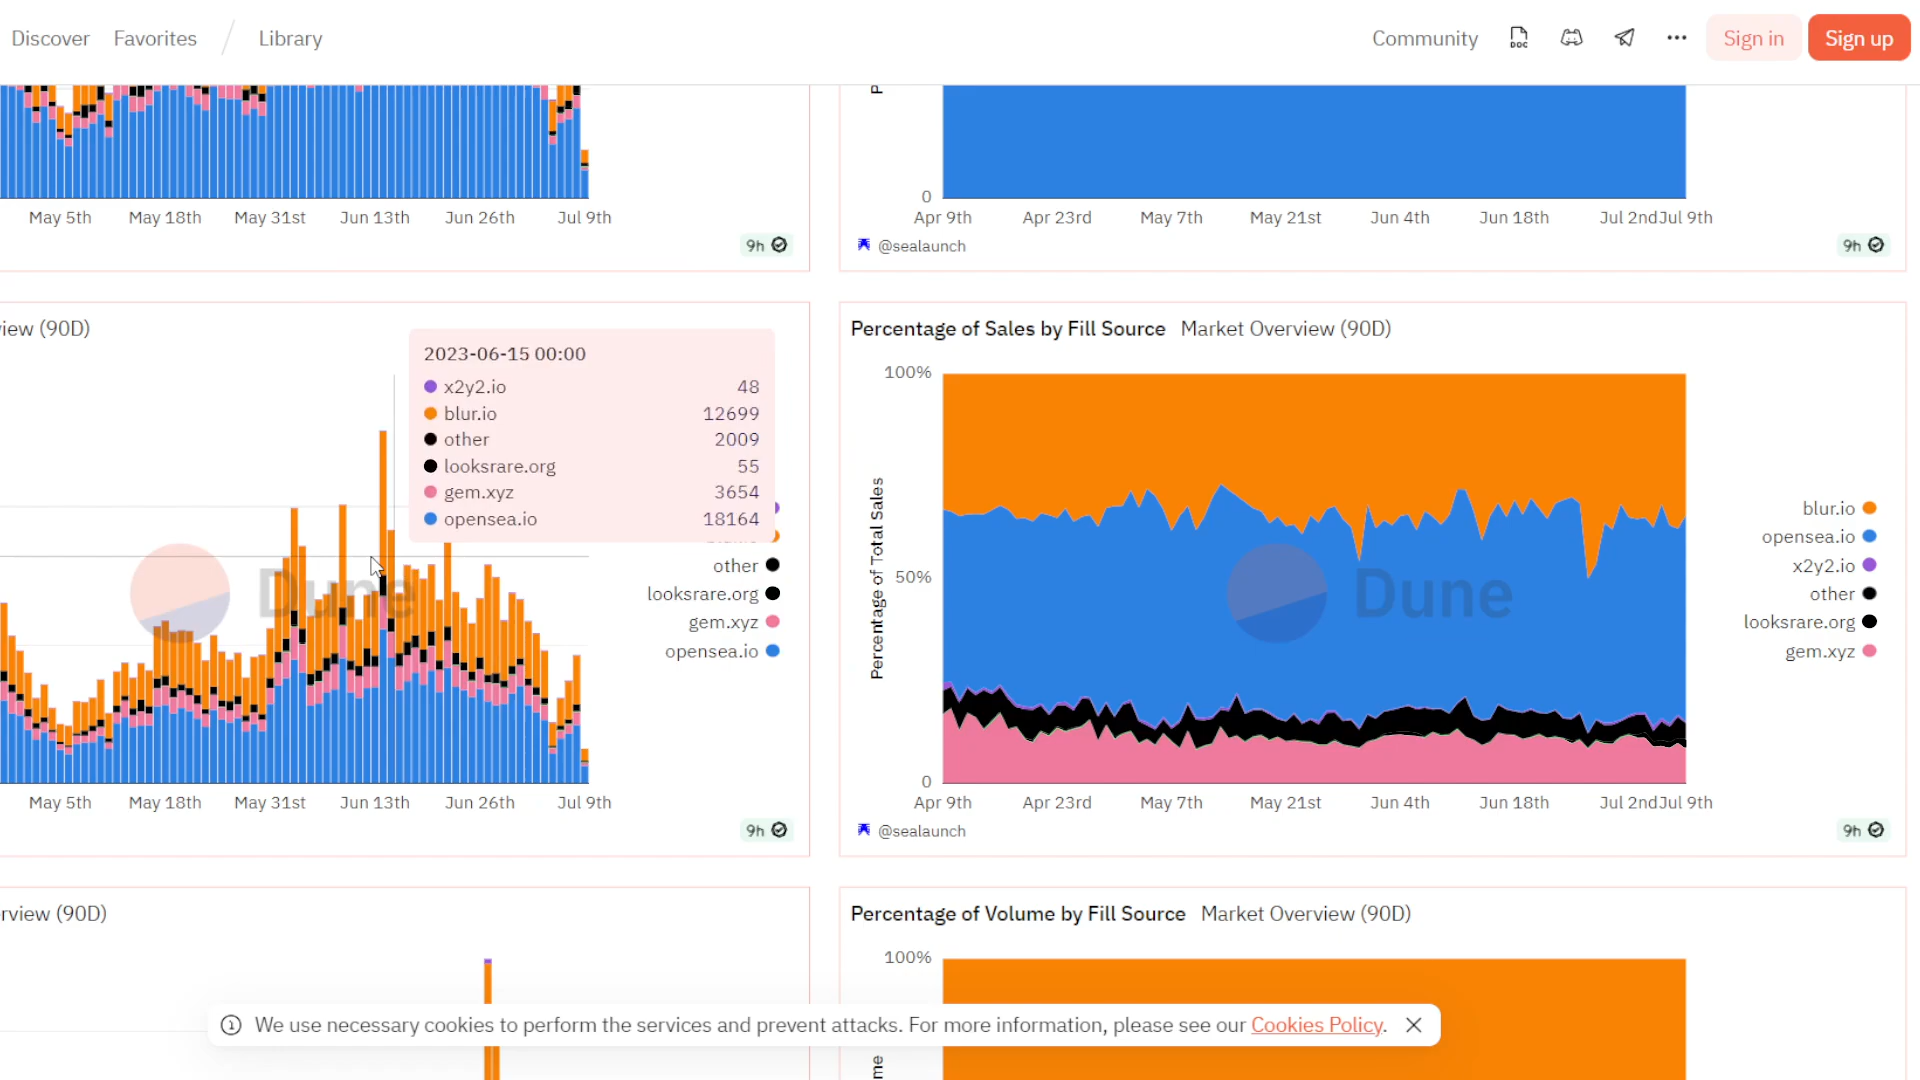 Discover Favorites / Library Community DOC ... Sign in Sign up
May 5th May 18th May 31st Jun 13th Jun 26th Jul 9th
9h
P
0
Apr 9th Apr 23rd May 7th May 21st Jun 4th Jun 18th Jul 2ndJul 9th
@sealaunch
9h
iew (90D)
2023-06-15 00:00
x2y2.io 48
blur.io 12699
other 2009
looksrare.org 55
gem.xyz 3654
opensea.io 18164
other
looksrare.org
gem.xyz
opensea.io
Dune
May 5th May 18th May 31st Jun 13th Jun 26th Jul 9th
9h
Percentage of Sales by Fill Source Market Overview (90D)
100%
50%
0
Percentage of Total Sales
Dune
blur.io
opensea.io
x2y2.io
other
looksrare.org
gem.xyz
Apr 9th Apr 23rd May 7th May 21st Jun 4th Jun 18th Jul 2ndJul 9th
@sealaunch
9h
rview (90D)
Percentage of Volume by Fill Source Market Overview (90D)
100%
me
We use necessary cookies to perform the services and prevent attacks. For more information, please see our Cookies Policy.